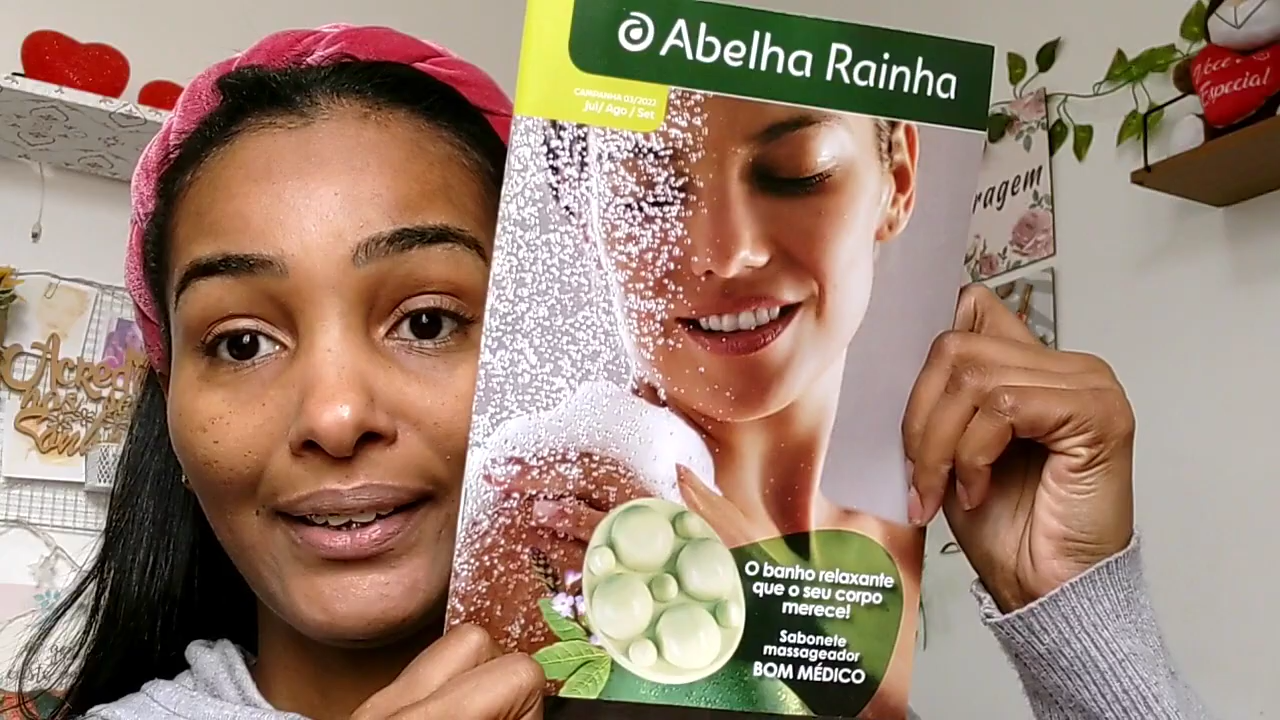 Abelha Rainha
CAMPANHA 03/2022
Jul/ Ago / Set
O banho relaxante
que o seu corpo
merece!
Sabonete
massageador
BOM MÉDICO
Você é
Especial
ragem